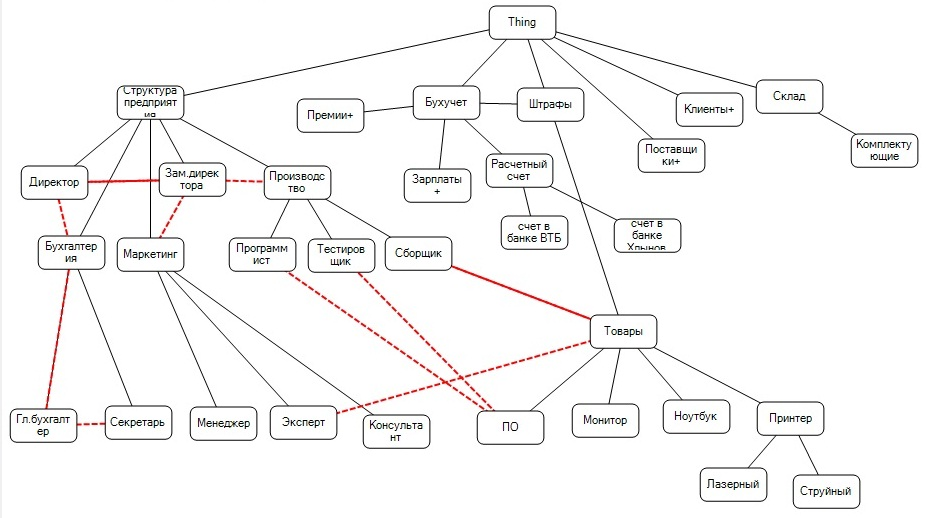 Thing
Структура
предприят
ия
Премии+
Бухучет
Штрафы
Клиенты+
Склад
Поставщи
ки+
Комплекту
ющие
Директор
Зам.дирек
тора
Производс
тво
Зарплаты
+
Расчетный
счет
счет в
банке ВТБ
счет в
банке
Хлынов
Бухгалтер
ия
Маркетинг
Программ
ист
Тестиров
щик
Сборщик
Товары
Гл.бухгалт
ер
Секретарь
Менеджер
Эксперт
Консульта
нт
ПО
Монитор
Ноутбук
Принтер
Лазерный
Струйный